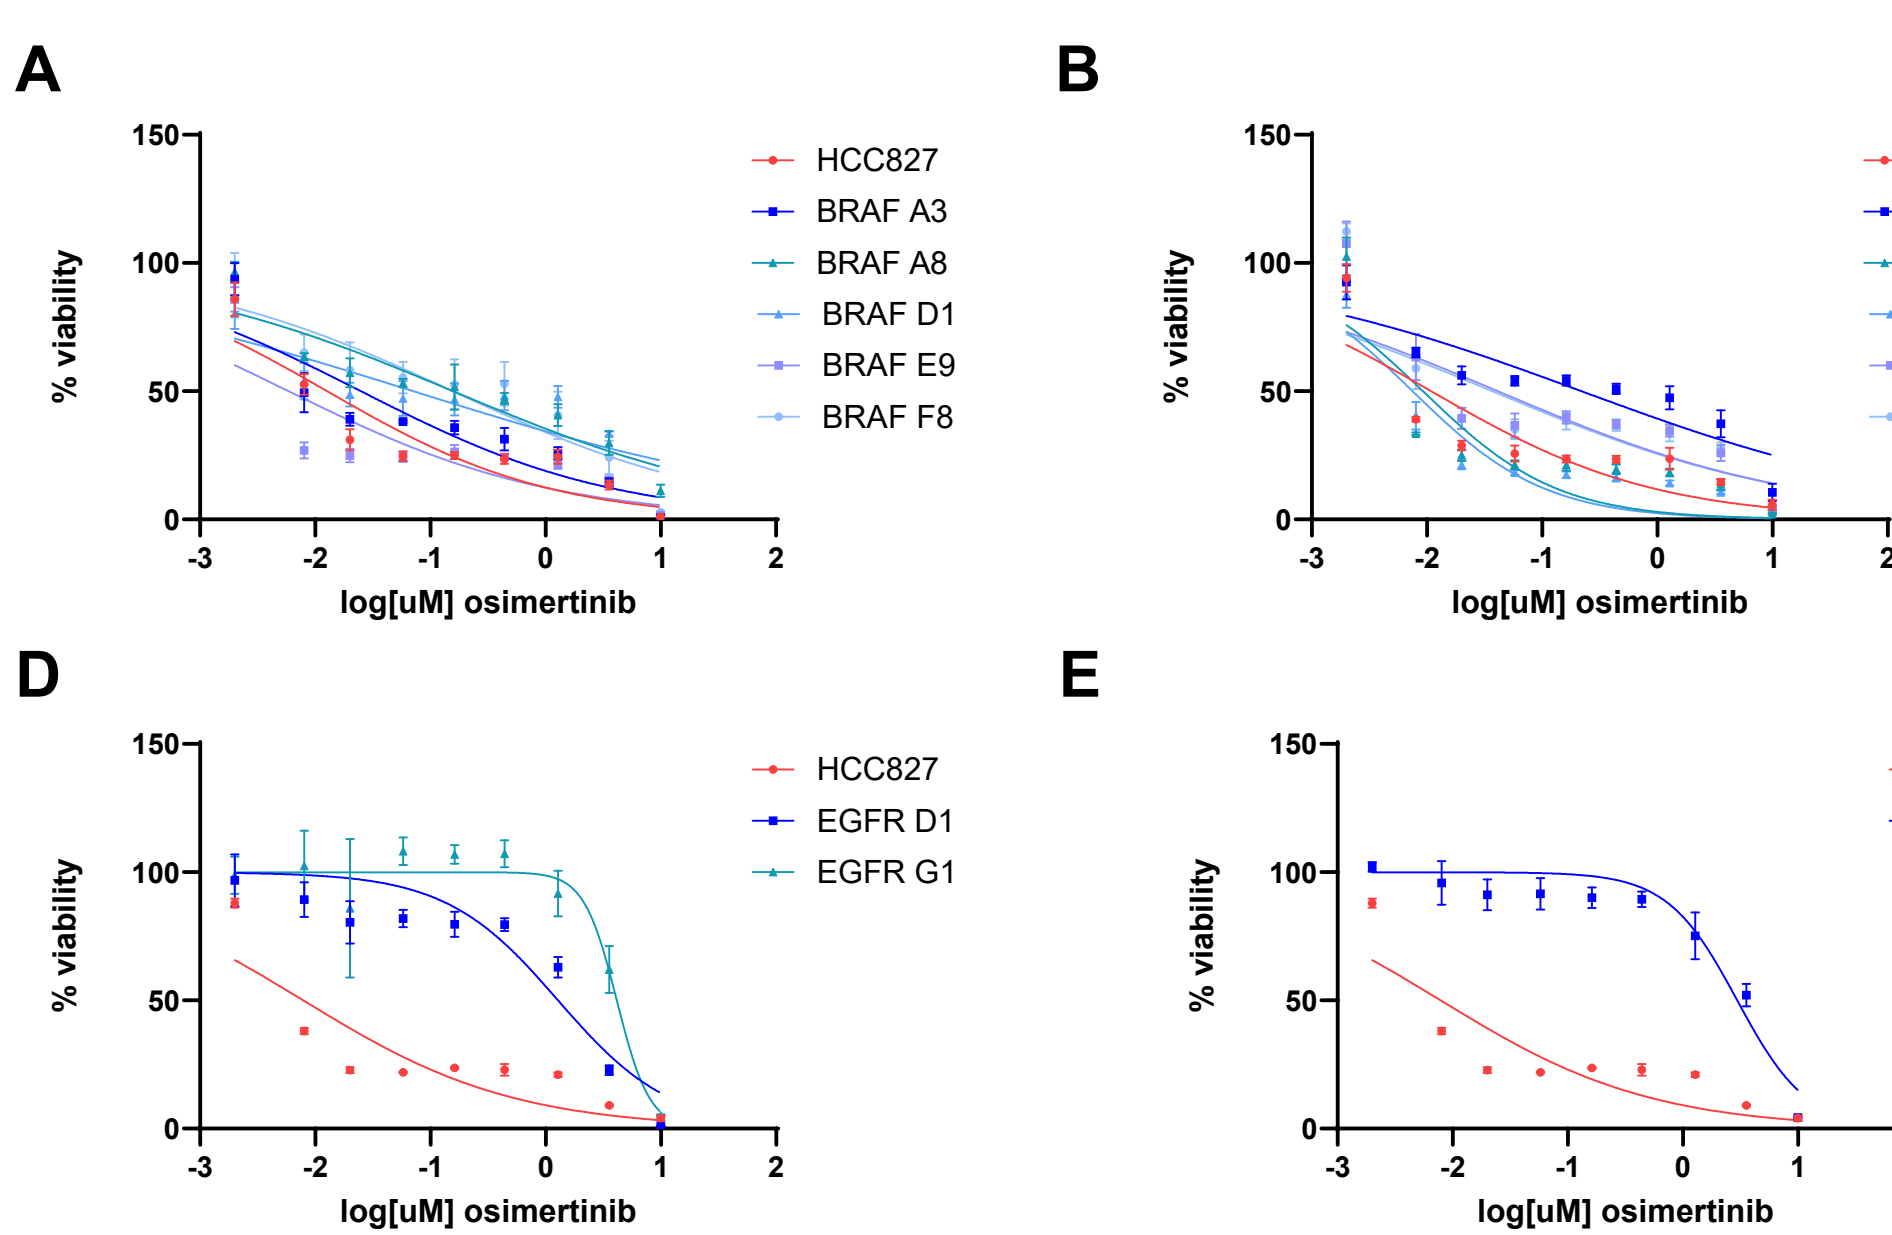 A
B
150
100
50
0
-3
-2
-1
0
1
2
% viability
log[uM] osimertinib
HCC827
BRAF A3
BRAF A8
BRAF D1
BRAF E9
BRAF F8
150
100
50
0
-3
-2
-1
0
1
2
% viability
log[uM] osimertinib
D
E
150
100
50
0
-3
-2
-1
0
1
2
% viability
log[uM] osimertinib
HCC827
EGFR D1
EGFR G1
150
100
50
0
-3
-2
-1
0
1
% viability
log[uM] osimertinib